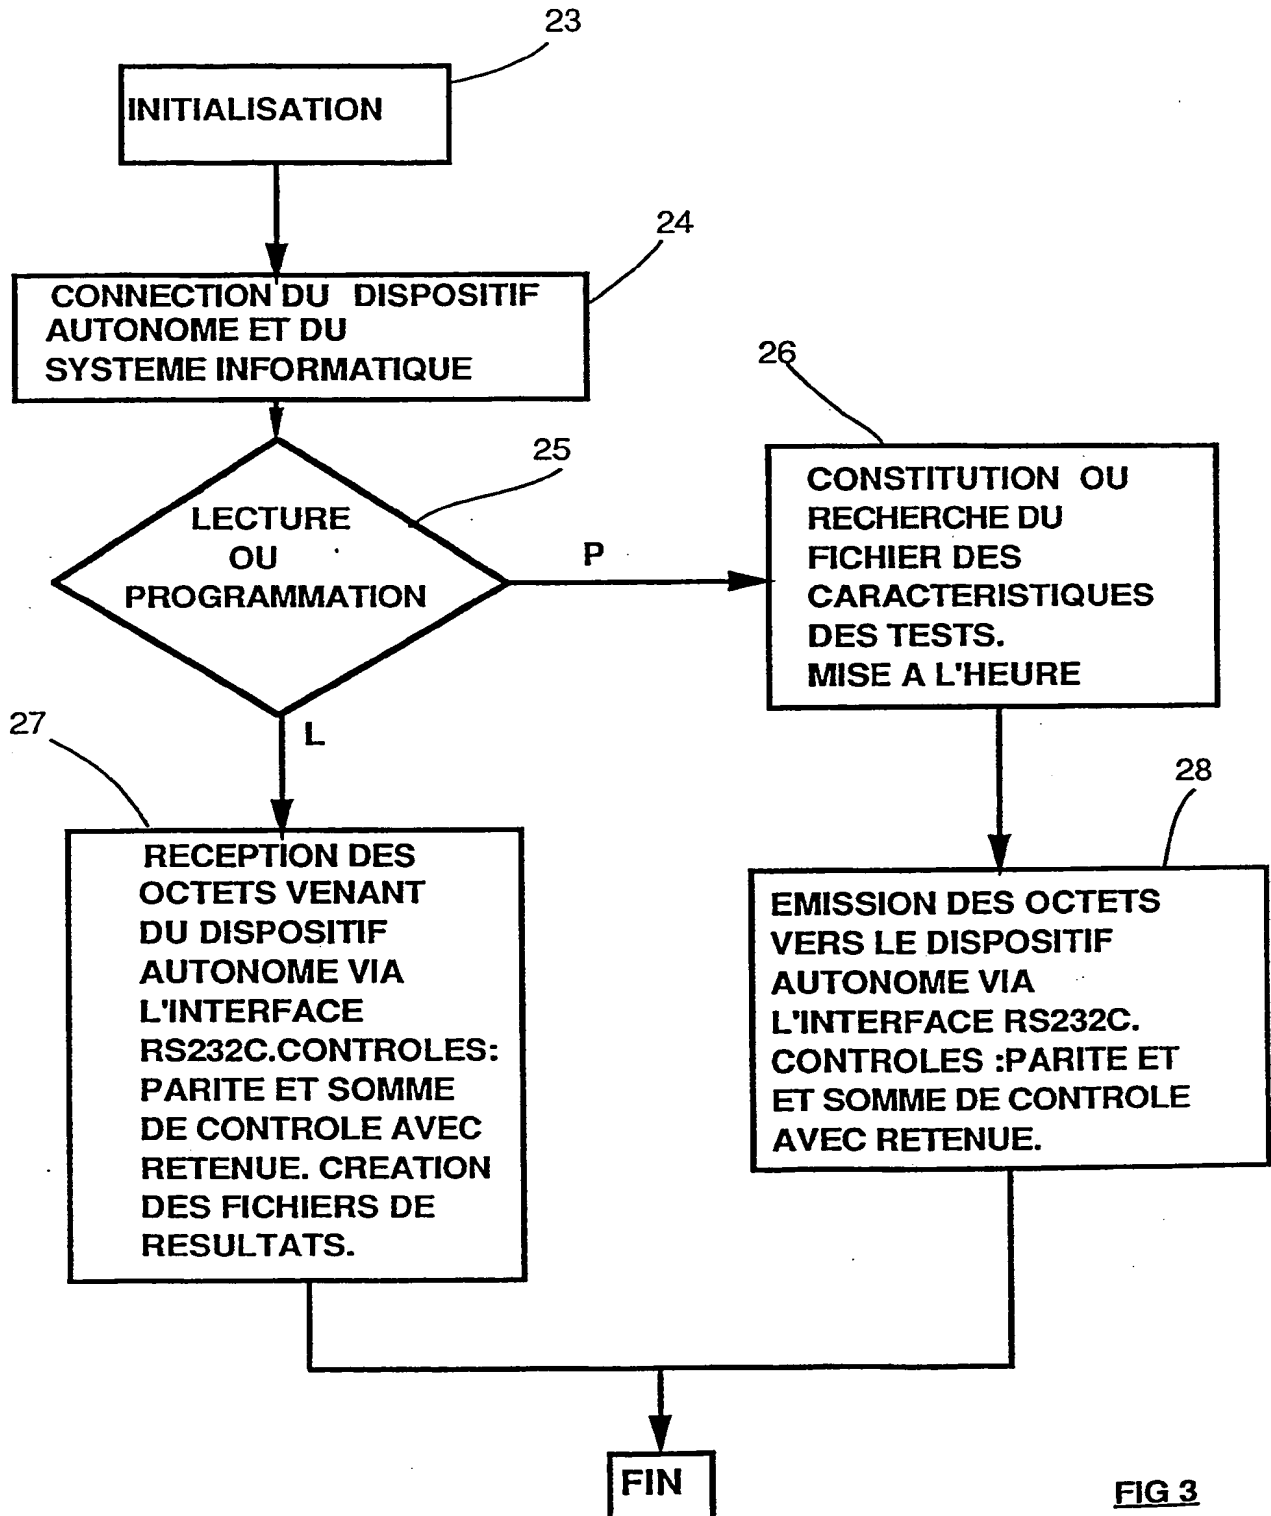 23
INITIALISATION
24
CONNECTION DU DISPOSITIF
AUTONOME ET DU
SYSTEME INFORMATIQUE
25
LECTURE
OU
PROGRAMMATION
P
L
26
CONSTITUTION OU
RECHERCHE DU
FICHIER DES
CARACTERISTIQUES
DES TESTS.
MISE A L'HEURE
27
RECEPTION DES
OCTETS VENANT
DU DISPOSITIF
AUTONOME VIA
L'INTERFACE
RS232C.CONTROLES:
PARITE ET SOMME
DE CONTROLE AVEC
RETENUE. CREATION
DES FICHIERS DE
RESULTATS.
28
EMISSION DES OCTETS
VERS LE DISPOSITIF
AUTONOME VIA
L'INTERFACE RS232C.
CONTROLES :PARITE ET
ET SOMME DE CONTROLE
AVEC RETENUE.
FIN
FIG 3